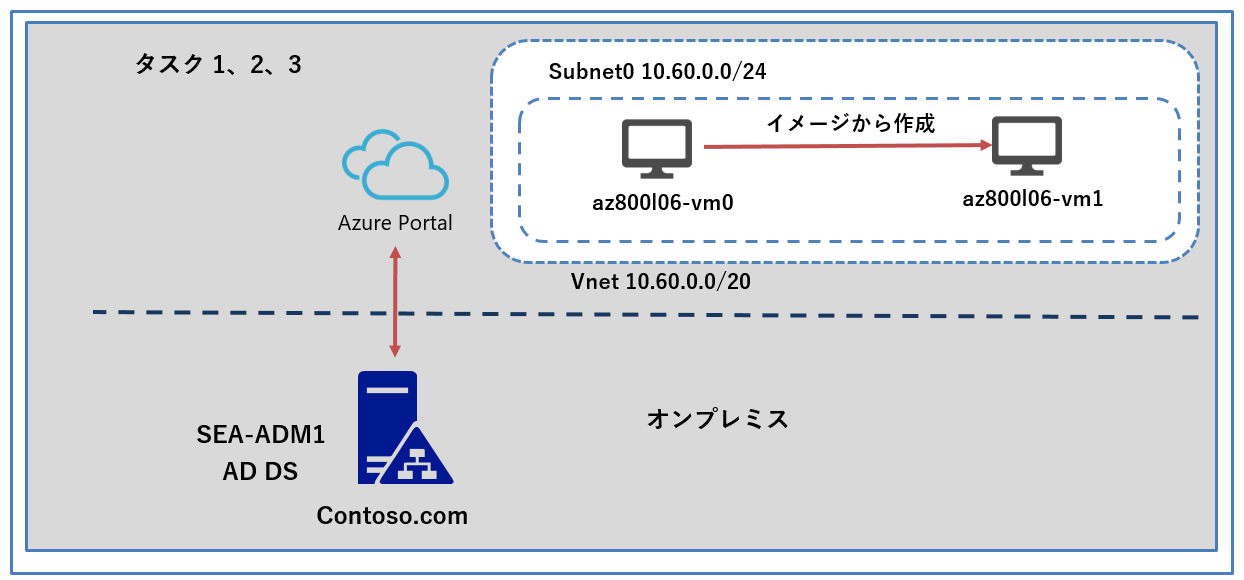 タスク 1、2、3
Subnet0 10.60.0.0/24
イメージから作成
az800l06-vm0
az800l06-vm1
Azure Portal
Vnet 10.60.0.0/20
SEA-ADM1
AD DS
オンプレミス
Contoso.com